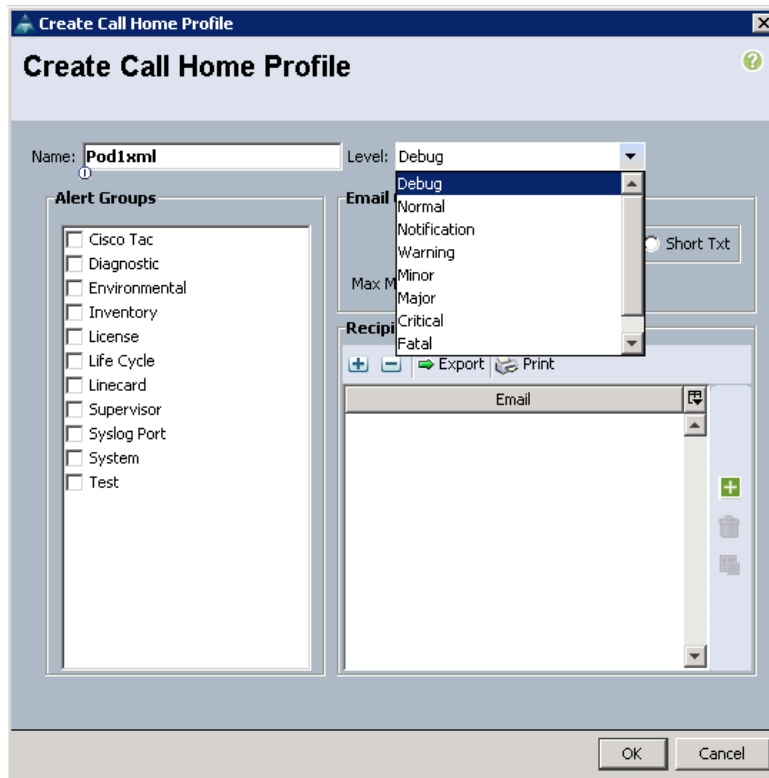 Create Call Home Profile
Create Call Home Profile
Name: Pod1xml Level: Debug
Debug
Normal
Notification
Warning
Minor
Major
Critical
Fatal
Alert Groups
Cisco Tac
Diagnostic
Environmental
Inventory
License
Life Cycle
Linecard
Supervisor
Syslog Port
System
Test
Email
Short Txt
Max M
Recipi
Export Print
Email
OK Cancel